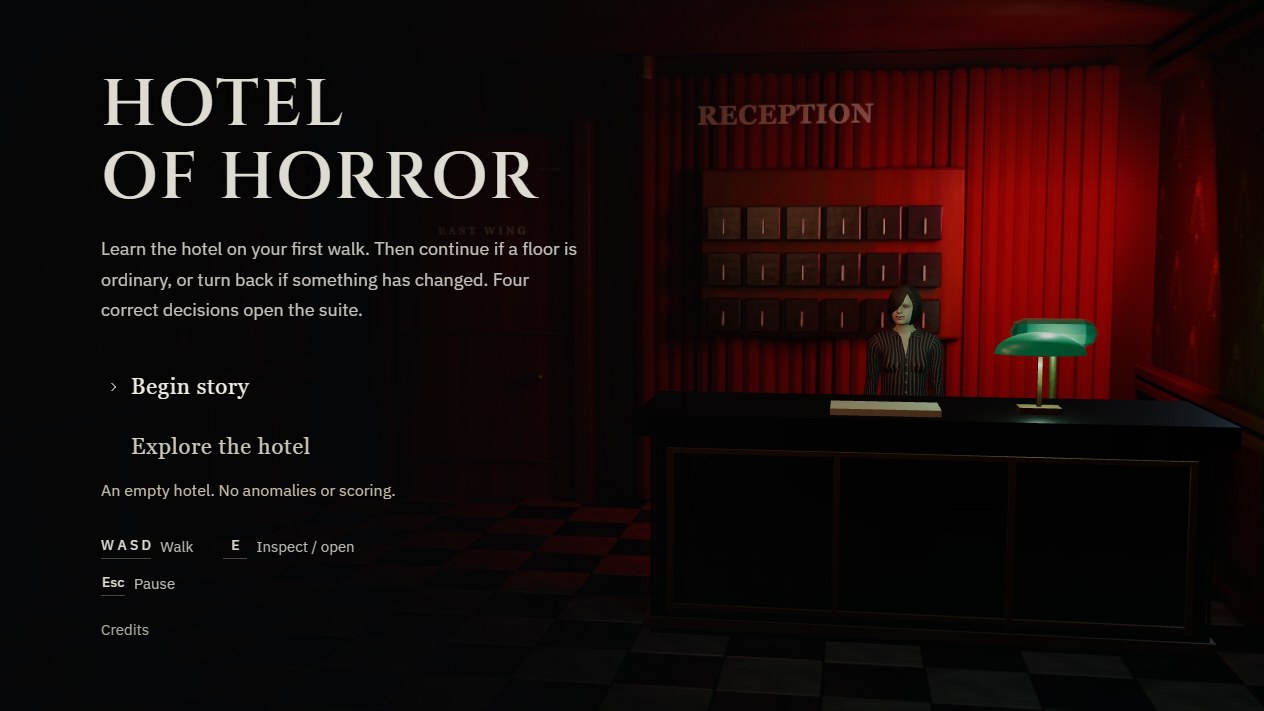 HOTEL
OF HORROR
RECEPTION
EAST WING
Learn the hotel on your first walk. Then continue if a floor is
ordinary, or turn back if something has changed. Four
correct decisions open the suite.
Begin story
Explore the hotel
An empty hotel. No anomalies or scoring.
W A S D Walk E Inspect / open
Esc Pause
Credits